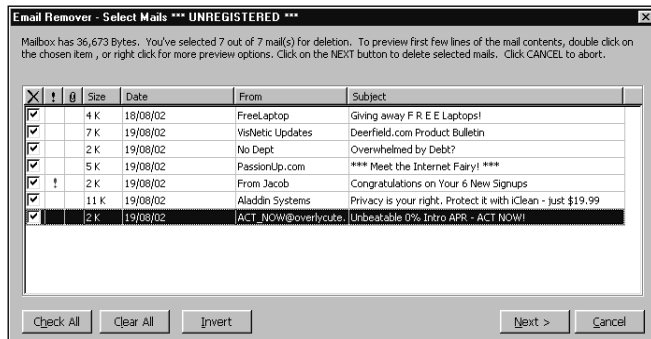 Email Remover - Select Mails *** UNREGISTERED ***
Mailbox has 36,673 Bytes. You've selected 7 out of 7 mail(s) for deletion. To preview first few lines of the mail contents, double click on
the chosen item , or right click for more preview options. Click on the NEXT button to delete selected mails. Click CANCEL to abort.
X ! Size Date From Subject
4 K 18/08/02 FreeLaptop Giving away F R E E Laptops!
7 K 19/08/02 VisNetic Updates Deerfield.com Product Bulletin
2 K 19/08/02 No Dept Overwhelmed by Debt?
5 K 19/08/02 PassionUp.com *** Meet the Internet Fairy! ***
! 2 K 19/08/02 From Jacob Congratulations on Your 6 New Signups
11 K 19/08/02 Aladdin Systems Privacy is your right. Protect it with iClean - just $19.99
2 K 19/08/02 ACT_NOW@overlycute. Unbeatable 0% Intro APR - ACT NOW!
Check All Clear All Invert Next > Cancel